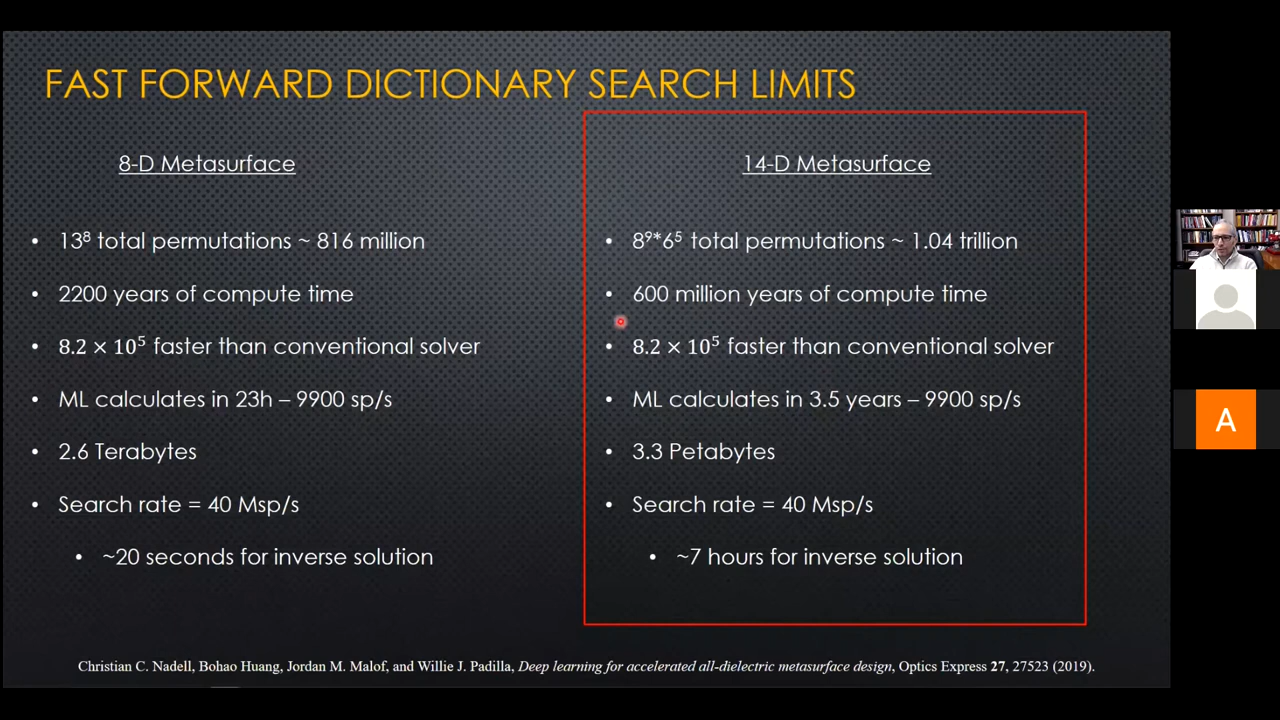 FAST FORWARD DICTIONARY SEARCH LIMITS
8-D Metasurface
• 13⁸ total permutations ~ 816 million
• 2200 years of compute time
• 8.2 × 10⁵ faster than conventional solver
• ML calculates in 23h – 9900 sp/s
• 2.6 Terabytes
• Search rate = 40 Msp/s
• ~20 seconds for inverse solution
14-D Metasurface
• 8⁹*6⁵ total permutations ~ 1.04 trillion
• 600 million years of compute time
• 8.2 × 10⁵ faster than conventional solver
• ML calculates in 3.5 years – 9900 sp/s
• 3.3 Petabytes
• Search rate = 40 Msp/s
• ~7 hours for inverse solution
Christian C. Nadell, Bohao Huang, Jordan M. Malof, and Willie J. Padilla, Deep learning for accelerated all-dielectric metasurface design, Optics Express 27, 27523 (2019).
A